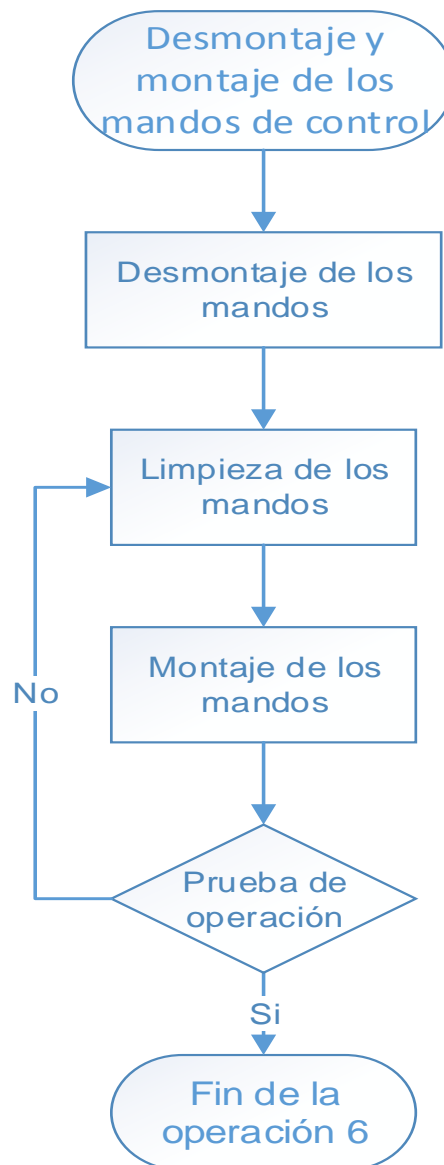 Desmontaje y
montaje de los
mandos de control
Desmontaje de los
mandos
Limpieza de los
mandos
Montaje de los
mandos
No
Prueba de
operación
Si
Fin de la
operación 6